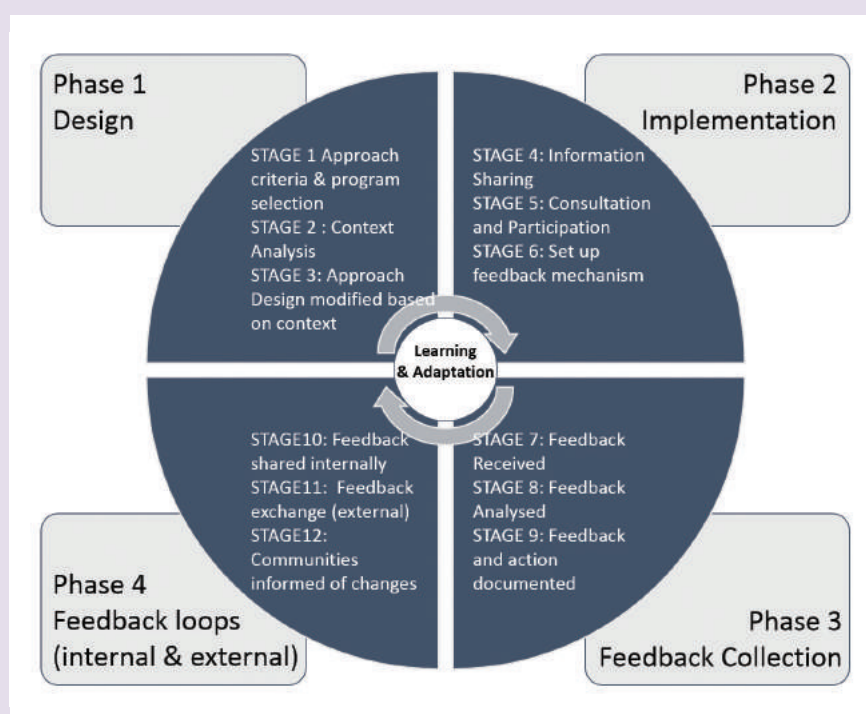 Phase 1
Design
STAGE 1 Approach
criteria & program
selection
STAGE 2 : Context
Analysis
STAGE 3: Approach
Design modified based
on context
Phase 2
Implementation
STAGE 4: Information
Sharing
STAGE 5: Consultation
and Participation
STAGE 6: Set up
feedback mechanism
Learning
& Adaptation
STAGE 7: Feedback
Received
STAGE 8: Feedback
Analysed
STAGE 9: Feedback
and action
documented
Phase 3
Feedback Collection
STAGE10: Feedback
shared internally
STAGE11:  Feedback
exchange (external)
STAGE12:
Communities
informed of changes
Phase 4
Feedback loops
(internal & external)